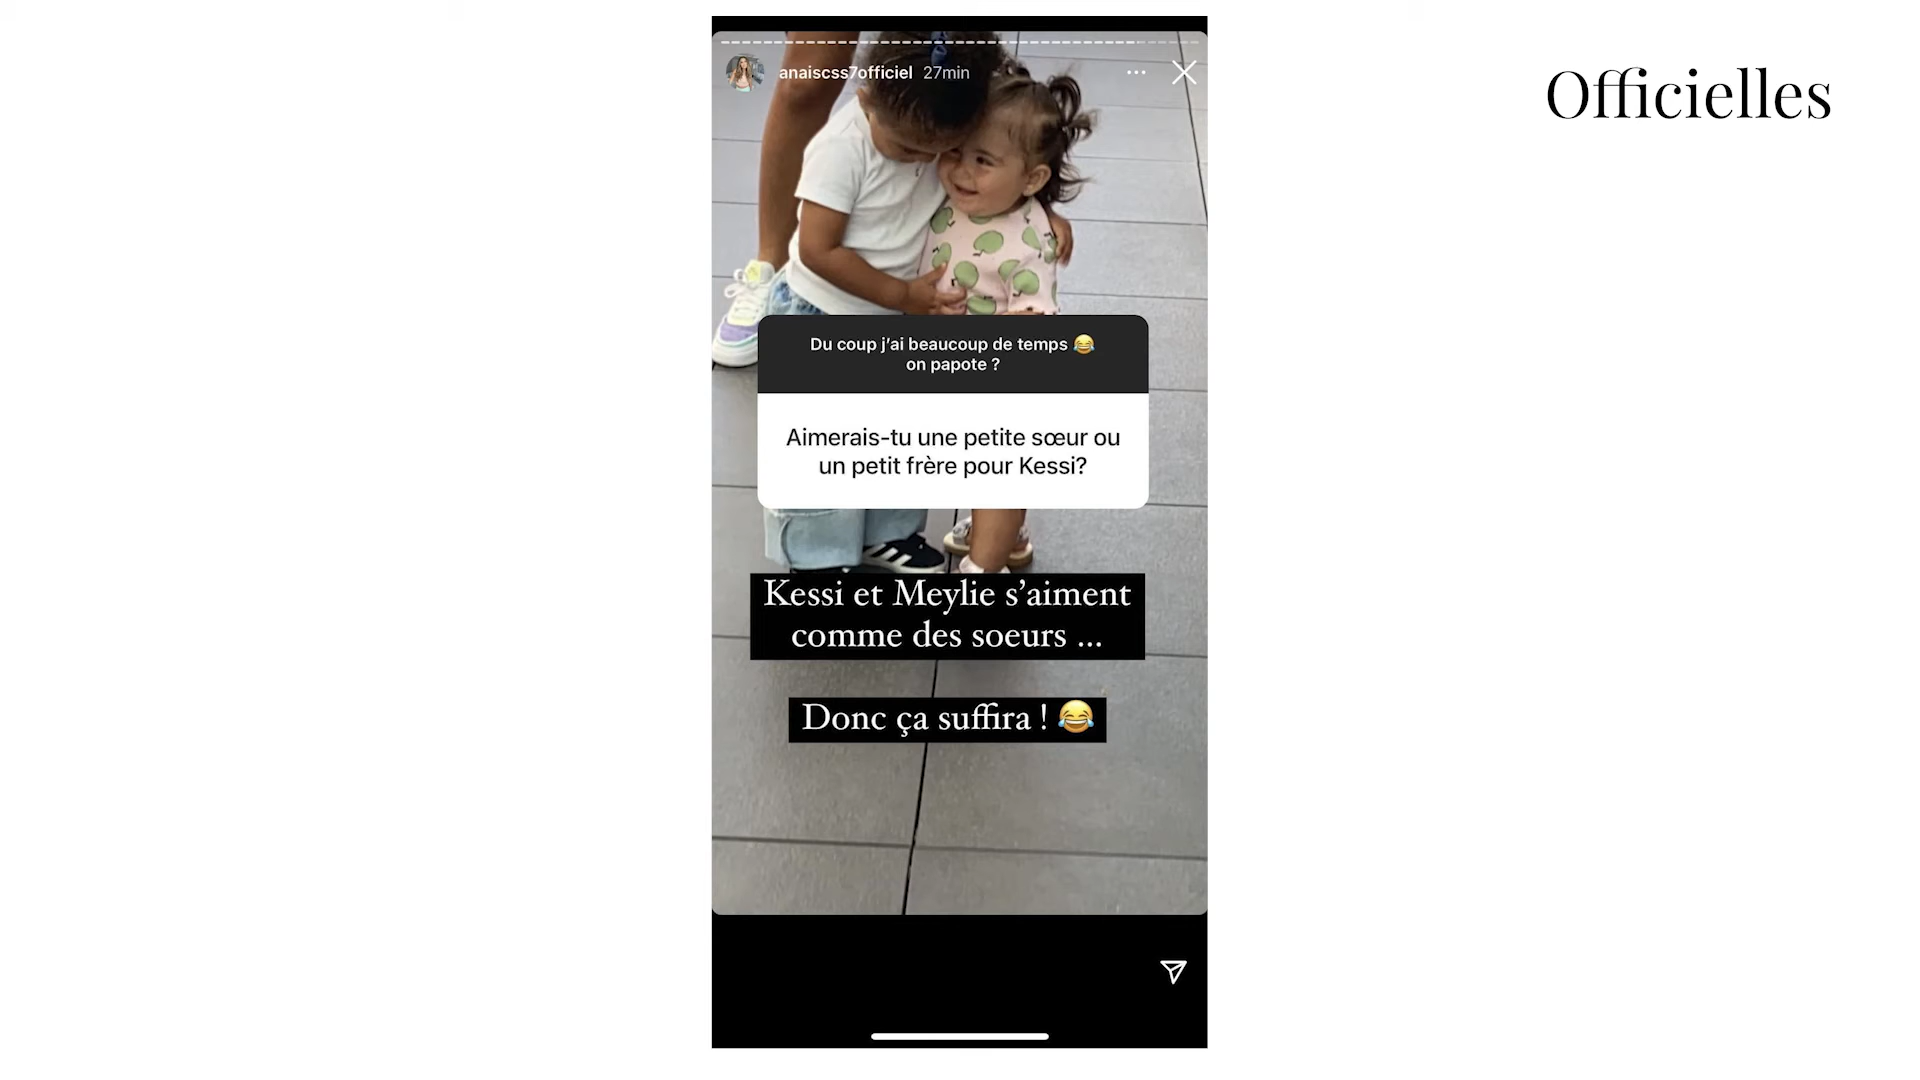 anaiscss7officiel 27min
Officielles
Du coup j’ai beaucoup de temps 😂
on papote ?
Aimerais-tu une petite sœur ou
un petit frère pour Kessi?
Kessi et Meylie s’aiment
comme des soeurs ...
Donc ça suffira ! 😂